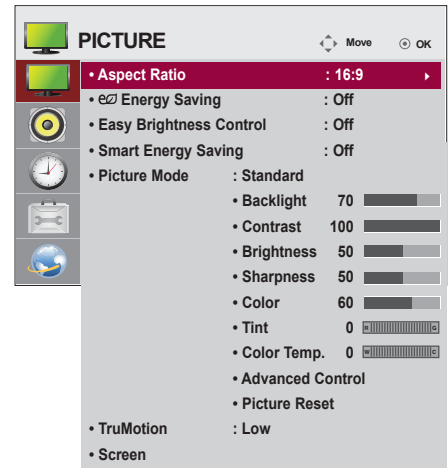 PICTURE Move OK
• Aspect Ratio : 16:9
• Energy Saving : Off
• Easy Brightness Control : Off
• Smart Energy Saving : Off
• Picture Mode : Standard
• Backlight 70
• Contrast 100
• Brightness 50
• Sharpness 50
• Color 60
• Tint 0 R G
• Color Temp. 0 W C
• Advanced Control
• Picture Reset
• TruMotion : Low
• Screen